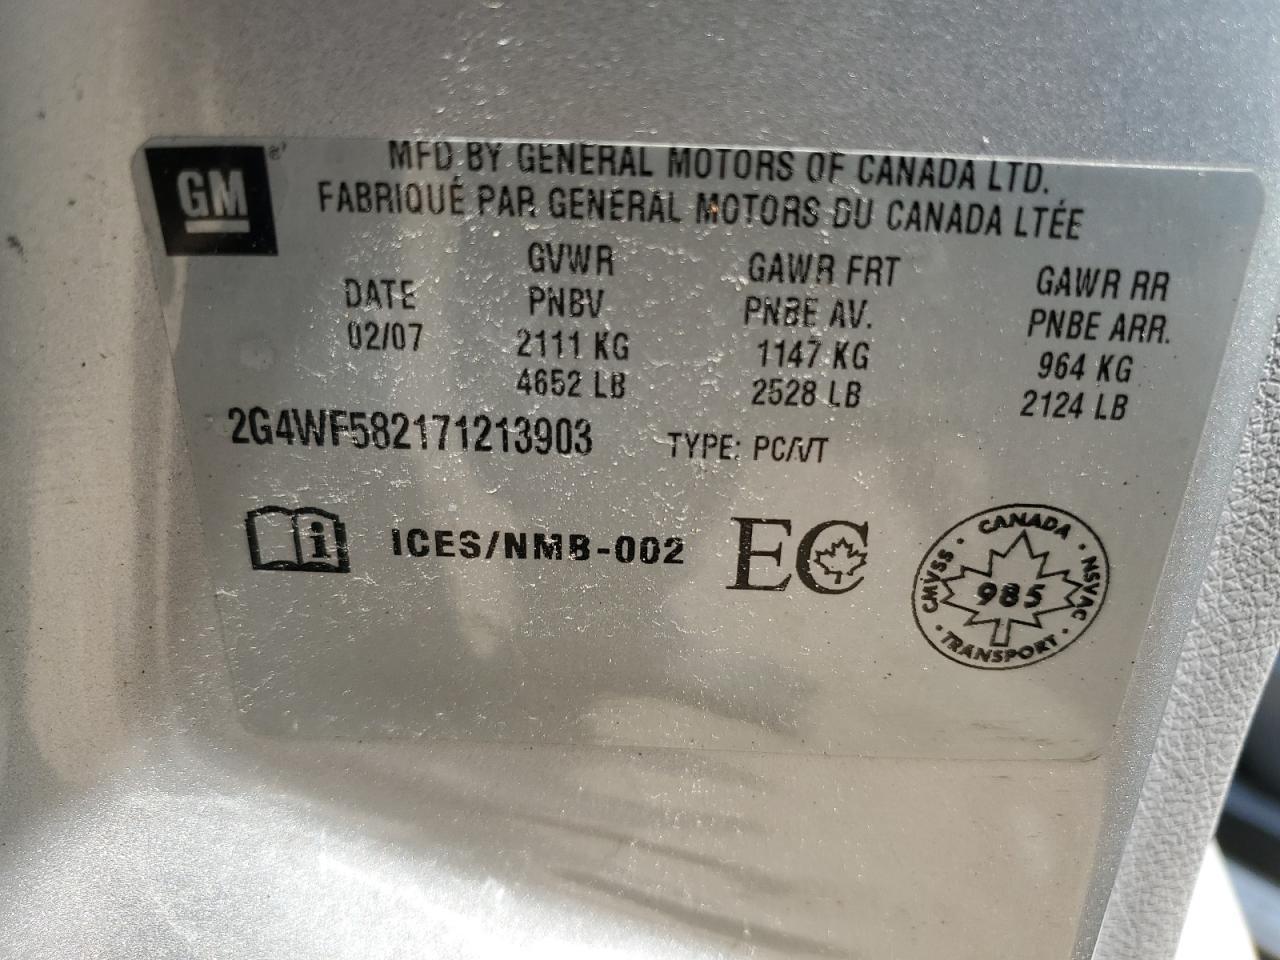 GM
MFD BY GENERAL MOTORS OF CANADA LTD.
FABRIQUÉ PAR GENERAL MOTORS DU CANADA LTÉE
DATE
02/07
GVWR
PNBV
2111 KG
4652 LB
GAWR FRT
PNBE AV.
1147 KG
2528 LB
GAWR RR
PNBE ARR.
964 KG
2124 LB
2G4WF582171213903 TYPE: PC/VT
i ICES/NMB-002 EC
CANADA
CMVSS · NSVAC
985
TRANSPORT